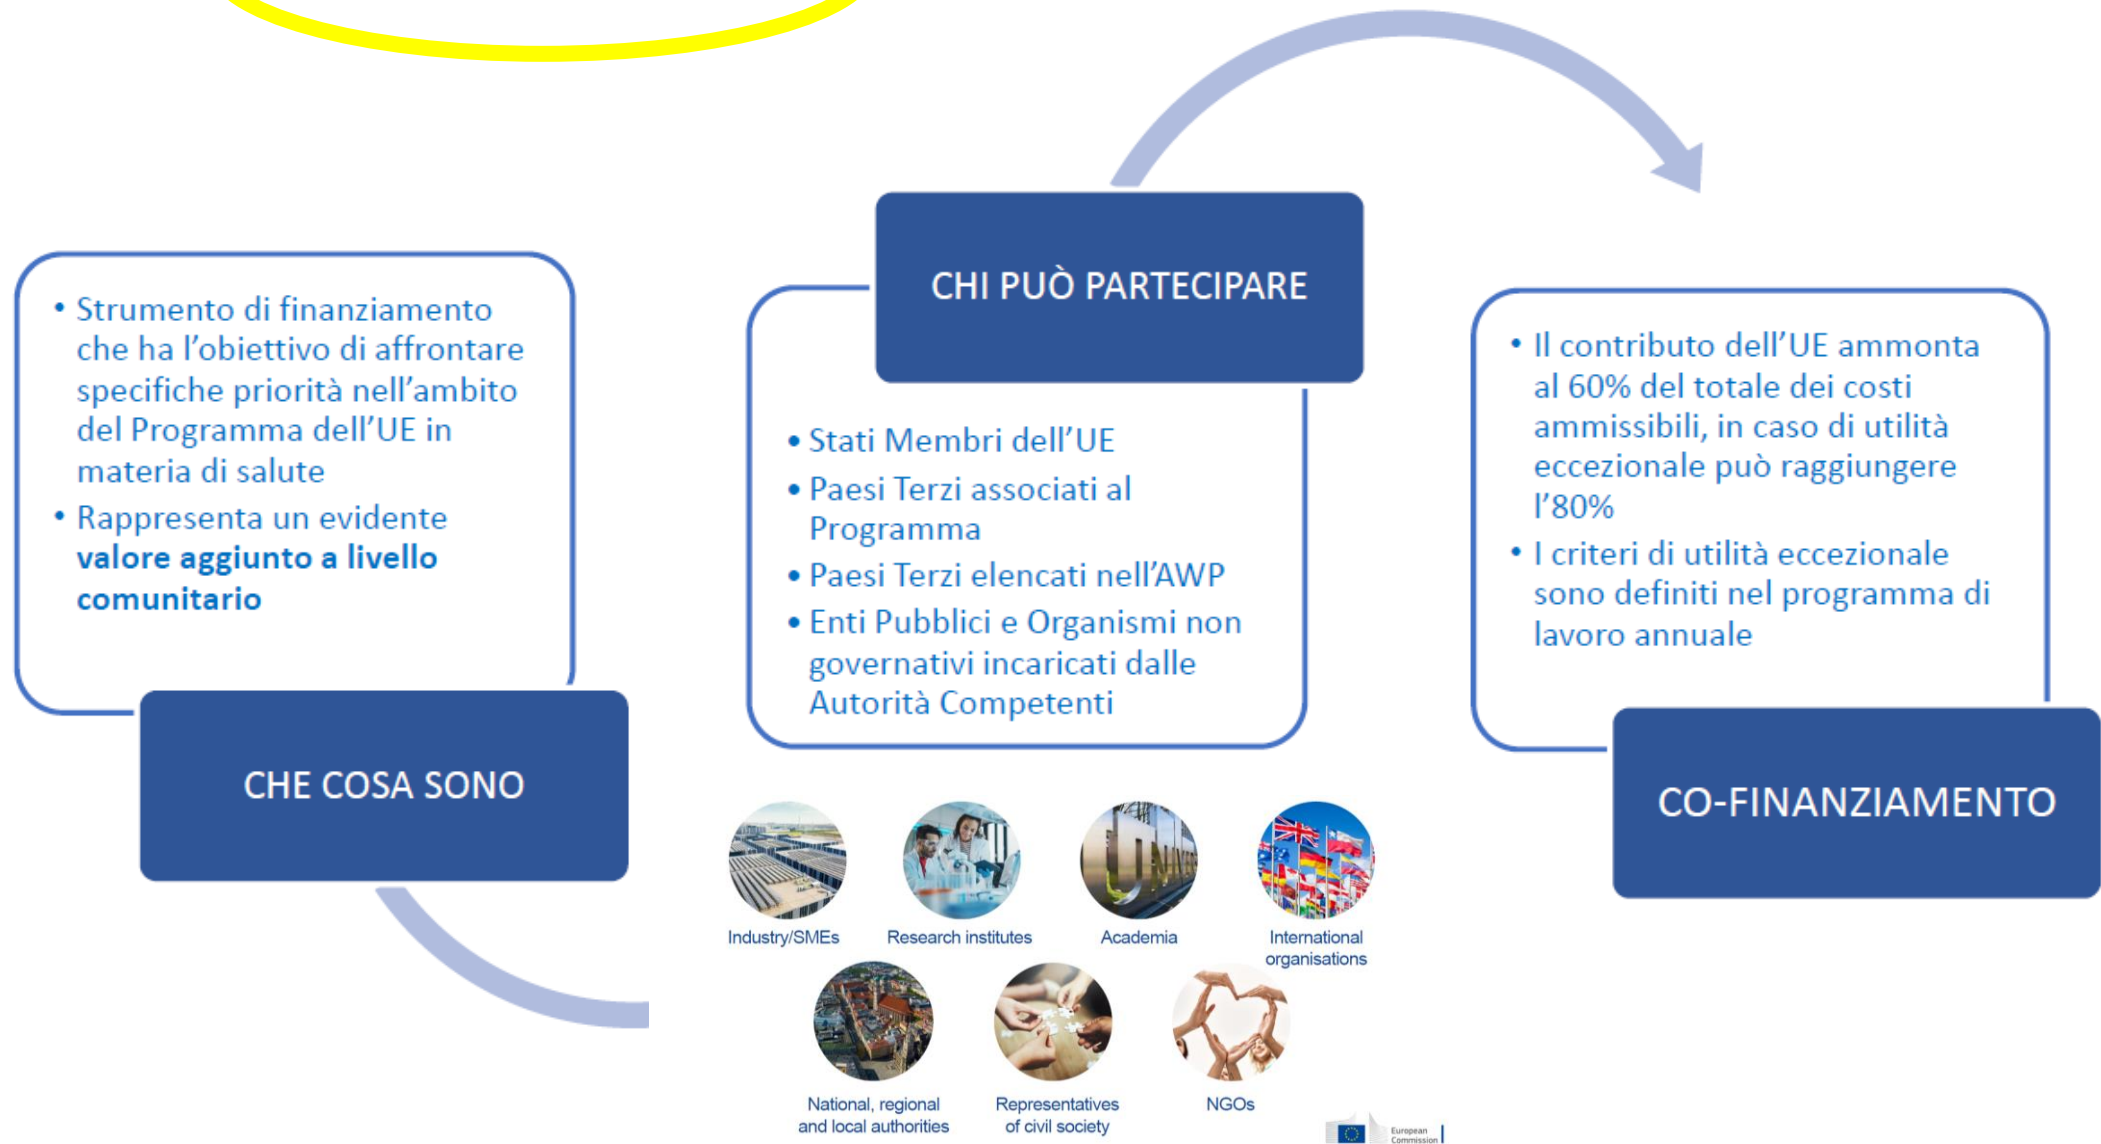 • Strumento di finanziamento
che ha l'obiettivo di affrontare
specifiche priorità nell'ambito
del Programma dell'UE in
materia di salute
• Rappresenta un evidente
valore aggiunto a livello
comunitario
CHE COSA SONO
CHI PUÒ PARTECIPARE
• Stati Membri dell'UE
• Paesi Terzi associati al
Programma
• Paesi Terzi elencati nell'AWP
• Enti Pubblici e Organismi non
governativi incaricati dalle
Autorità Competenti
• Il contributo dell'UE ammonta
al 60% del totale dei costi
ammissibili, in caso di utilità
eccezionale può raggiungere
l'80%
• I criteri di utilità eccezionale
sono definiti nel programma di
lavoro annuale
CO-FINANZIAMENTO
Industry/SMEs
Research institutes
Academia
International
organisations
National, regional
and local authorities
Representatives
of civil society
NGOs
European
Commission